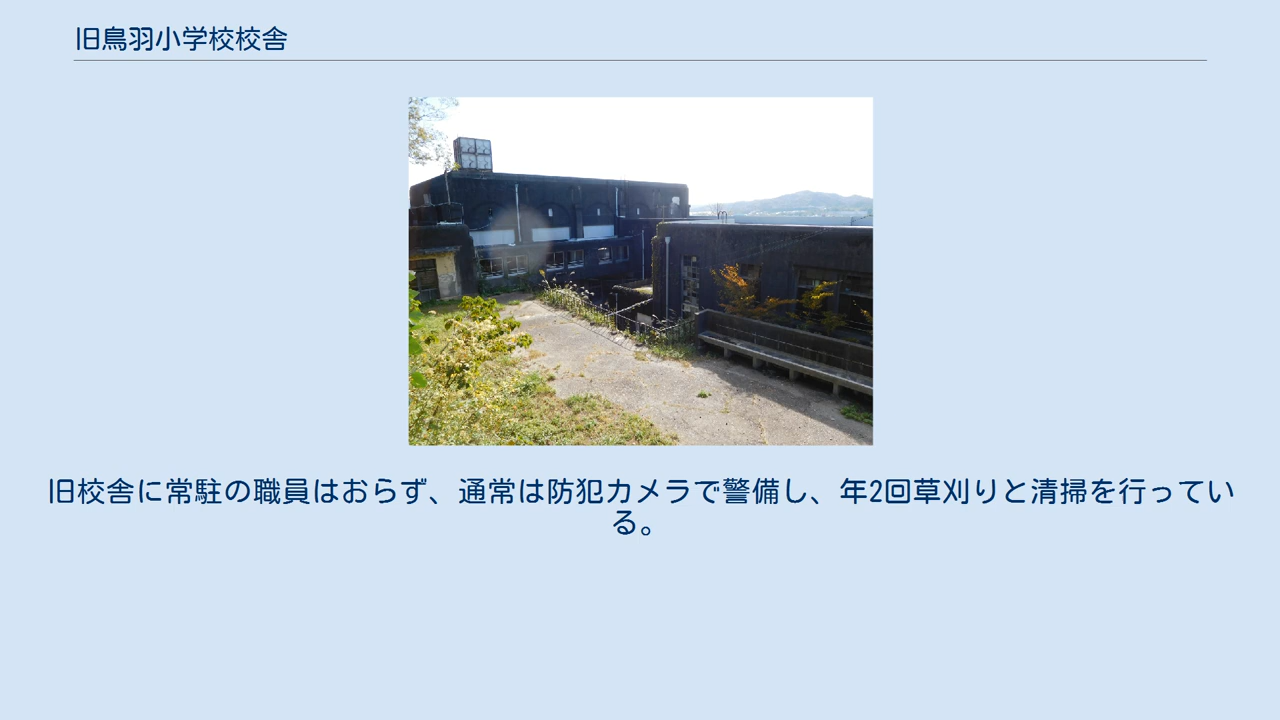 旧鳥羽小学校校舎
旧校舎に常駐の職員はおらず、通常は防犯カメラで警備し、年2回草刈りと清掃を行ってい
る。